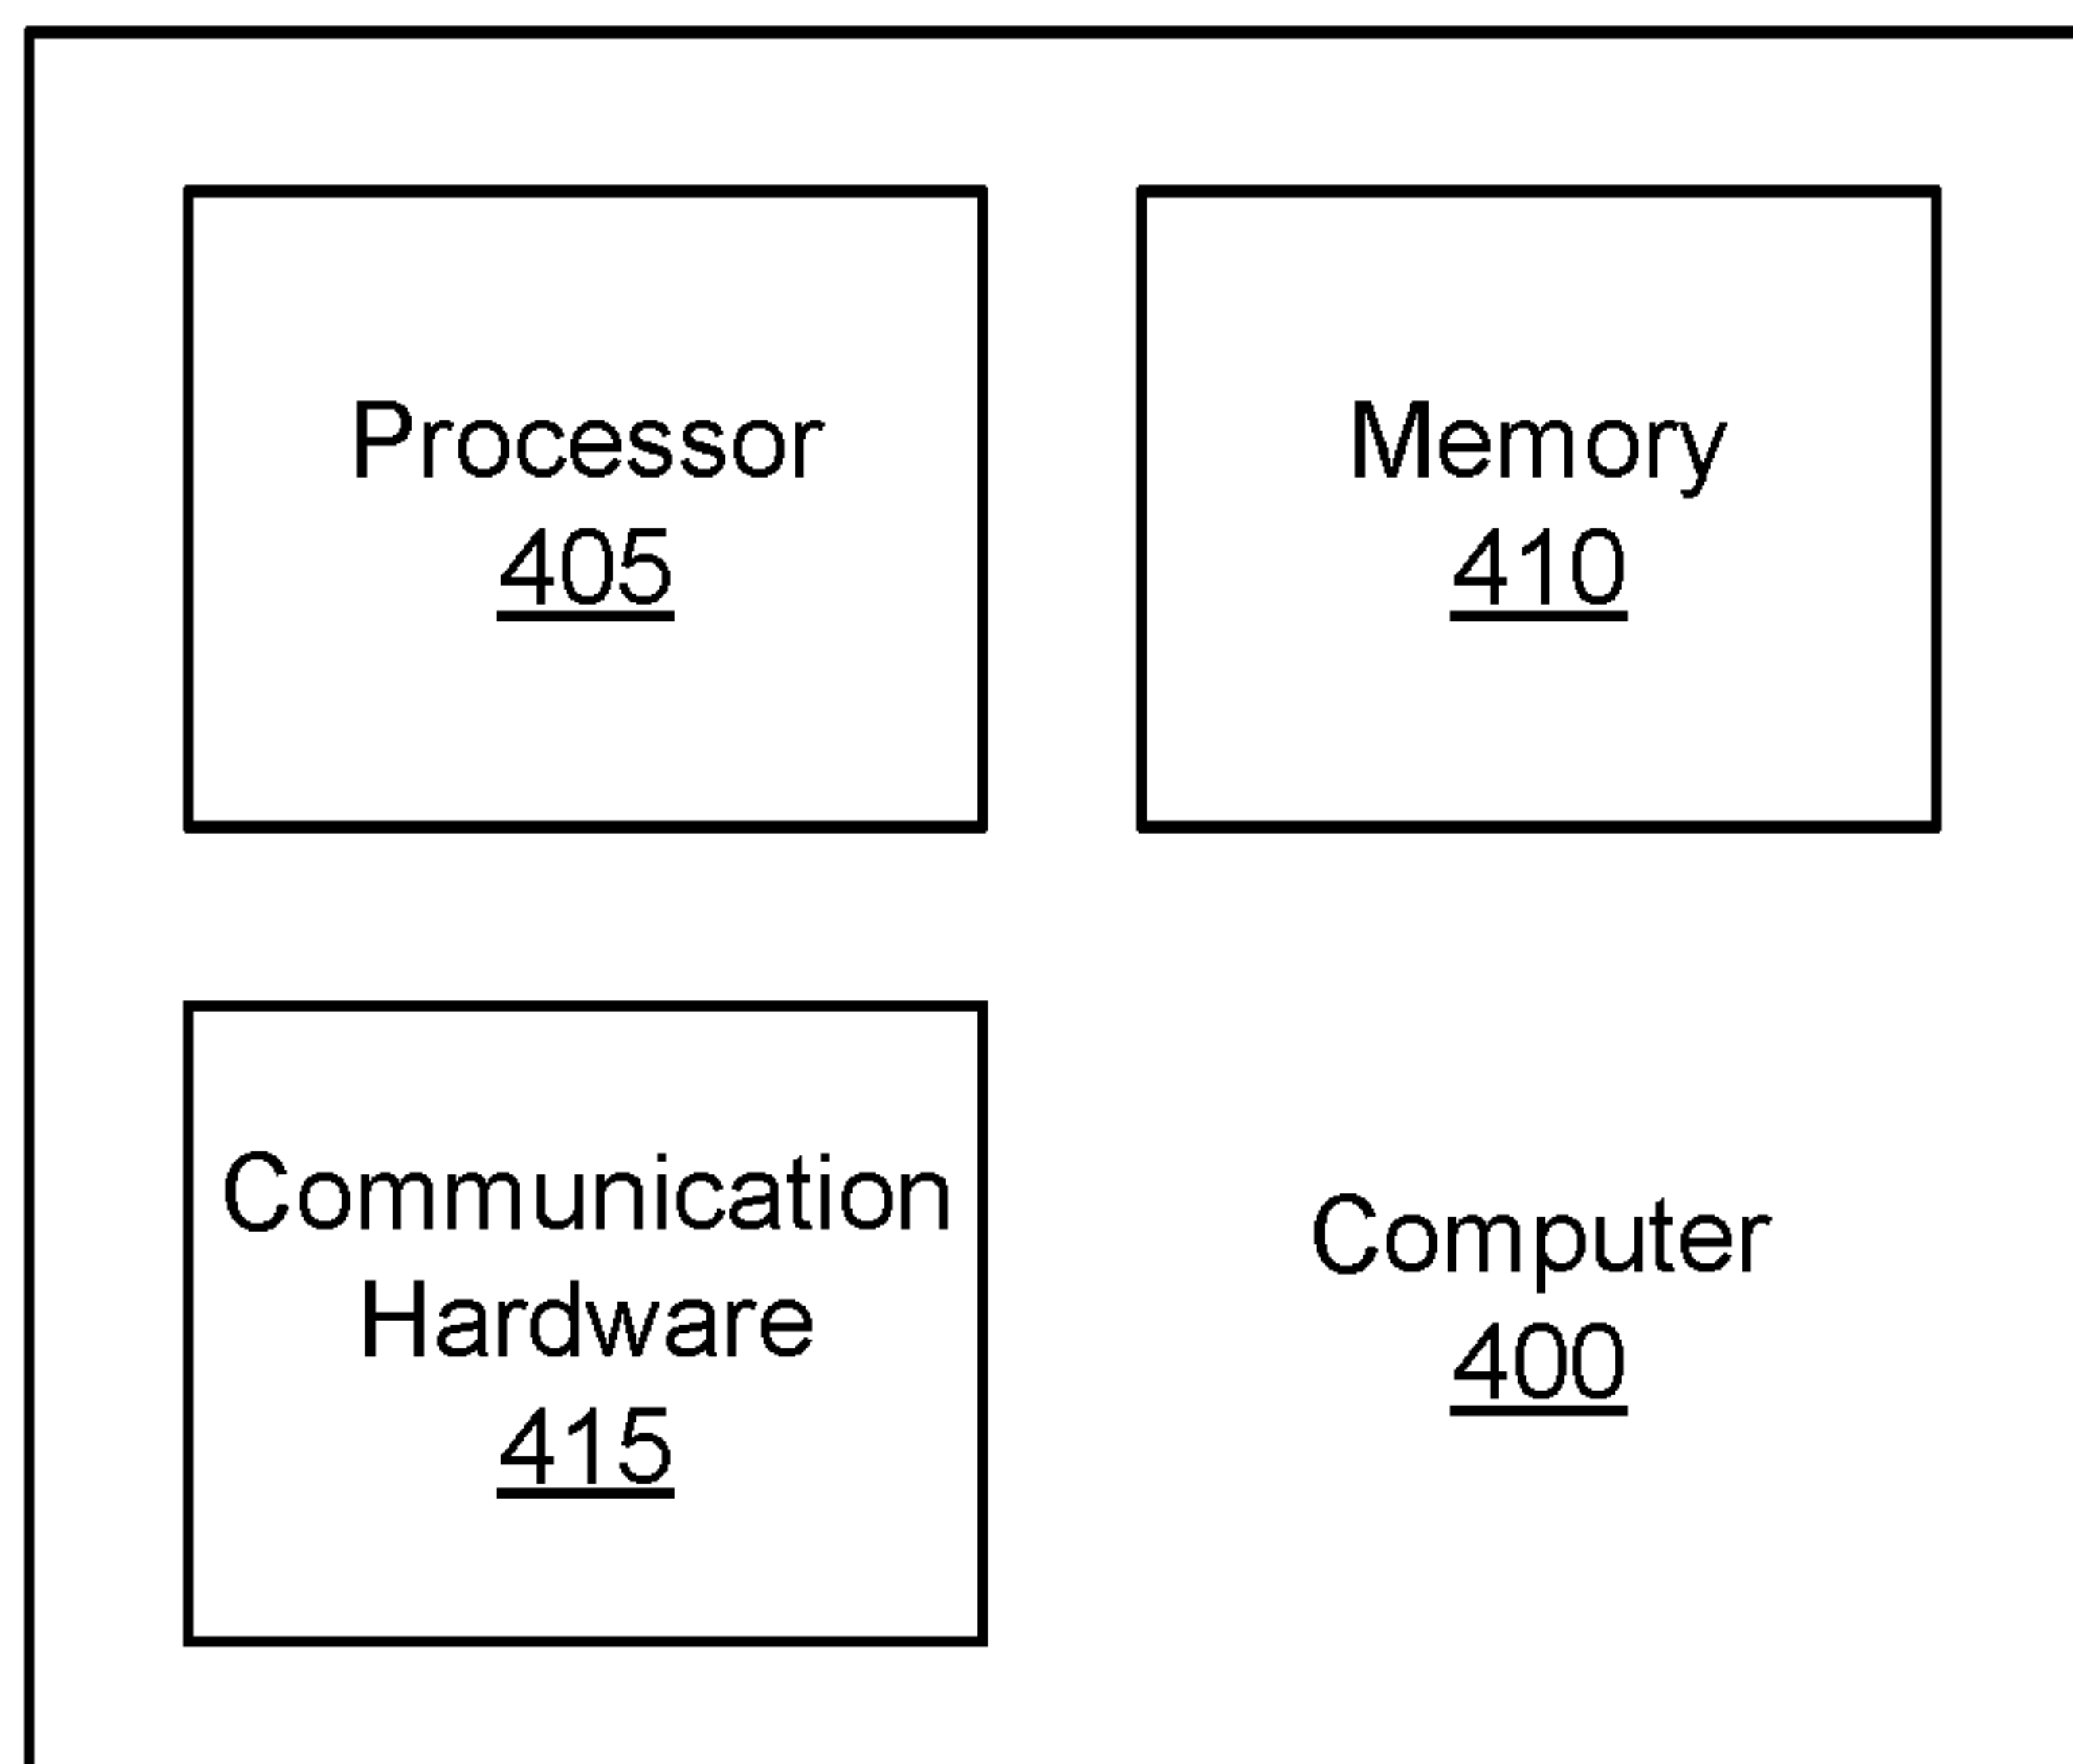 Processor
405
Memory
410
Communication
Hardware
415
Computer
400